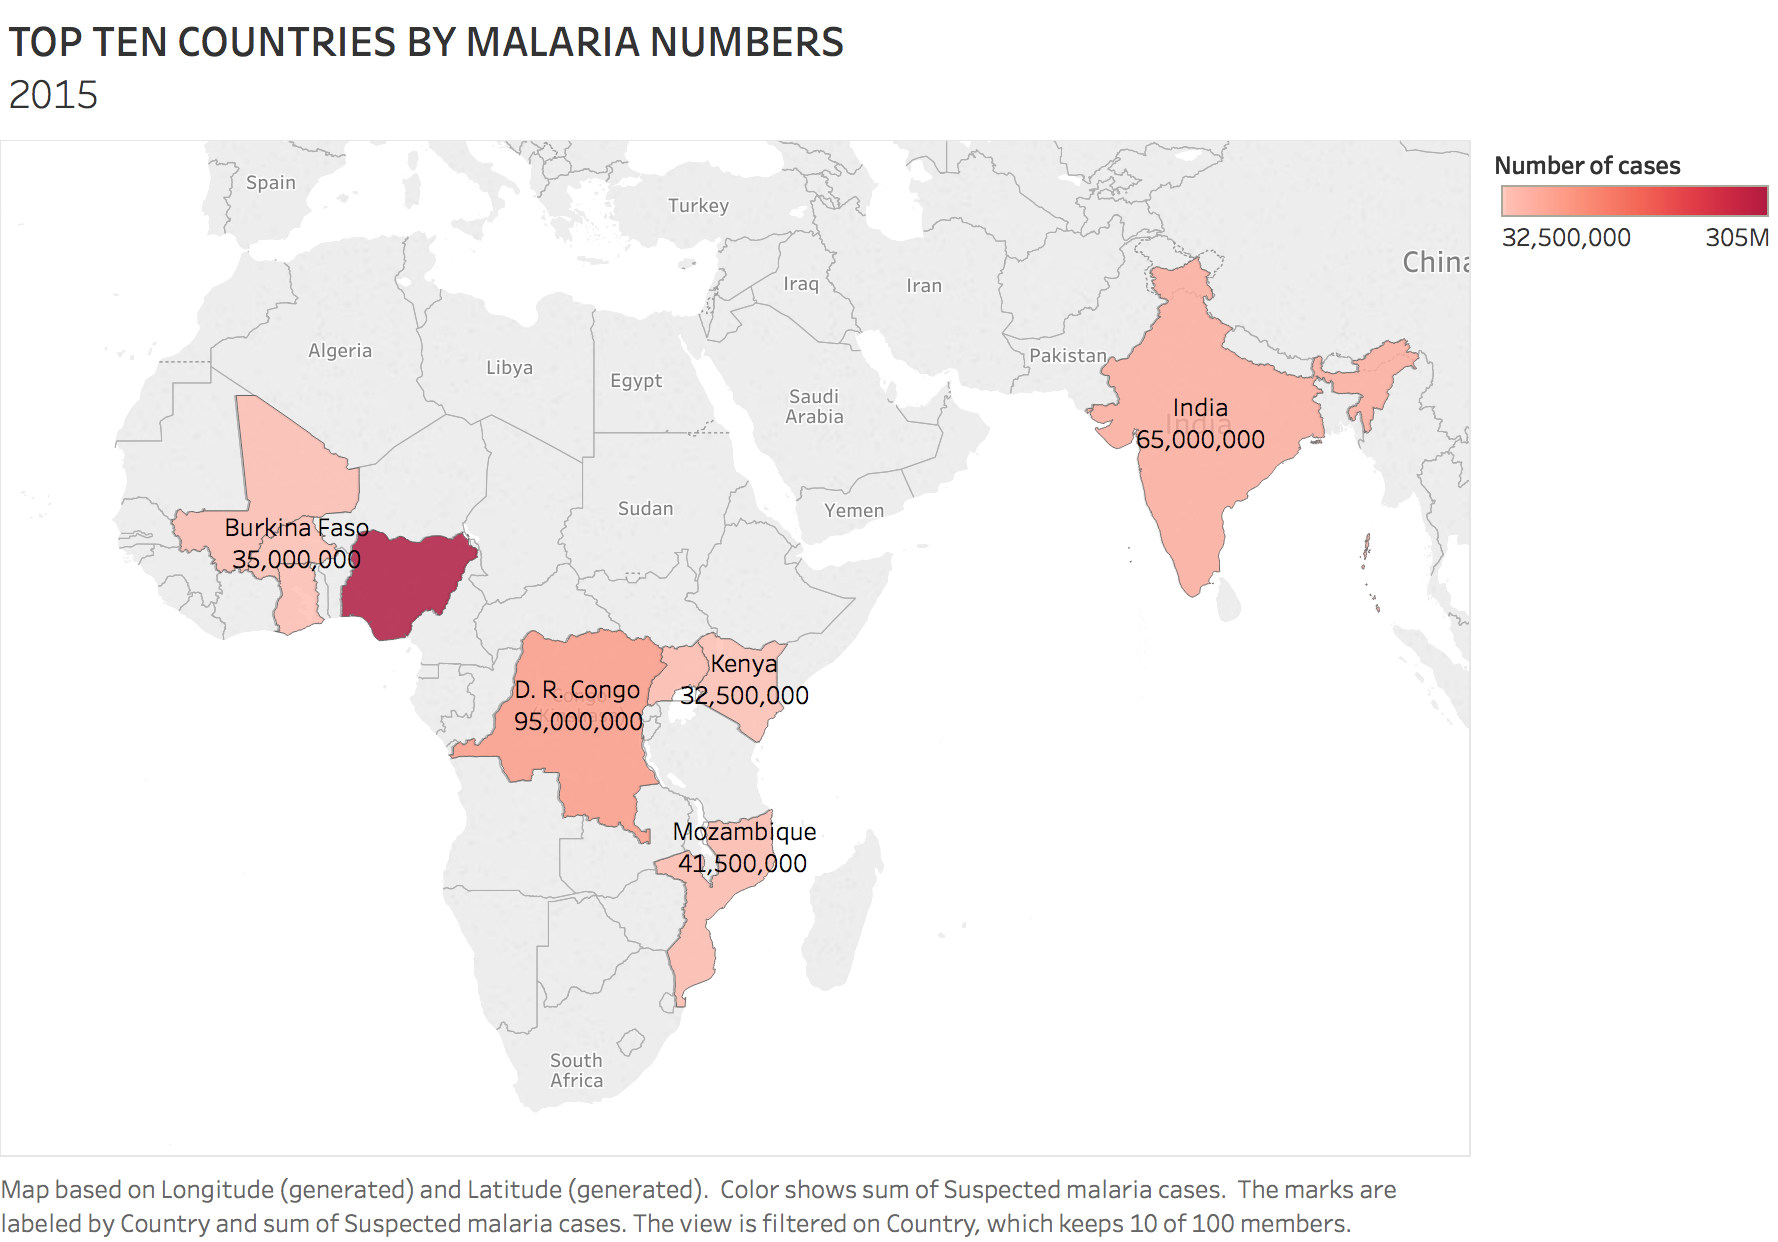 TOP TEN COUNTRIES BY MALARIA NUMBERS
2015
Number of cases
32,500,000 305M
Spain
Turkey
China
Iraq
Iran
Algeria
Libya
Egypt
Pakistan
Saudi
Arabia
India
India
65,000,000
Sudan
Yemen
Burkina Faso
35,000,000
Kenya
32,500,000
D. R. Congo
95,000,000
Mozambique
41,500,000
South
Africa
Map based on Longitude (generated) and Latitude (generated).  Color shows sum of Suspected malaria cases.  The marks are
labeled by Country and sum of Suspected malaria cases. The view is filtered on Country, which keeps 10 of 100 members.